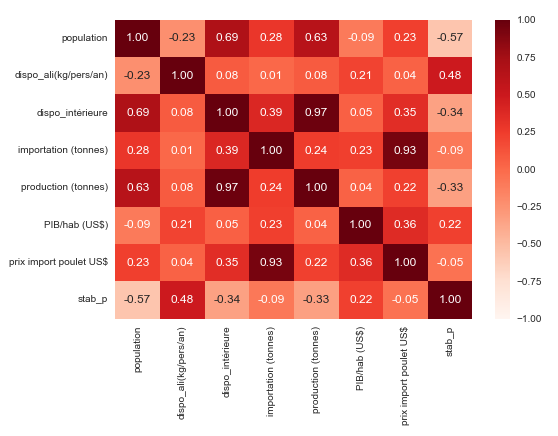 population 1.00 -0.23 0.69 0.28 0.63 -0.09 0.23 -0.57
dispo_ali(kg/pers/an) -0.23 1.00 0.08 0.01 0.08 0.21 0.04 0.48
dispo_intérieure 0.69 0.08 1.00 0.39 0.97 0.05 0.35 -0.34
importation (tonnes) 0.28 0.01 0.39 1.00 0.24 0.23 0.93 -0.09
production (tonnes) 0.63 0.08 0.97 0.24 1.00 0.04 0.22 -0.33
PIB/hab (US$) -0.09 0.21 0.05 0.23 0.04 1.00 0.36 0.22
prix import poulet US$ 0.23 0.04 0.35 0.93 0.22 0.36 1.00 -0.05
stab_p -0.57 0.48 -0.34 -0.09 -0.33 0.22 -0.05 1.00
population
dispo_ali(kg/pers/an)
dispo_intérieure
importation (tonnes)
production (tonnes)
PIB/hab (US$)
prix import poulet US$
stab_p
1.00
0.75
0.50
0.25
0.00
−0.25
−0.50
−0.75
−1.00